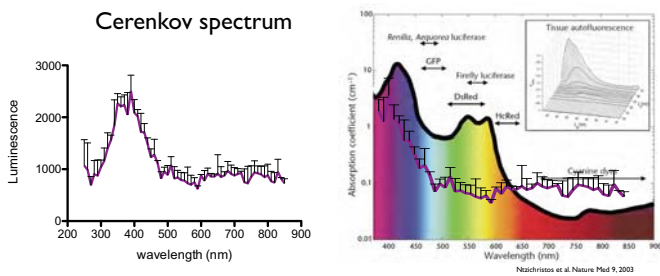 Cerenkov spectrum
Luminescence
3000
2000
1000
0
200 300 400 500 600 700 800 900
wavelength (nm)
Renilla, Aequorea luciferase
GFP
Firefly luciferase
DsRed
HcRed
Cyanine dyes
Tissue autofluorescence
Absorption coefficient (cm⁻¹)
100
10
1
0.1
0.01
400 450 500 550 600 650 700 750 800 850 900
Wavelength (nm)
Ntzichristos et al. Nature Med 9, 2003